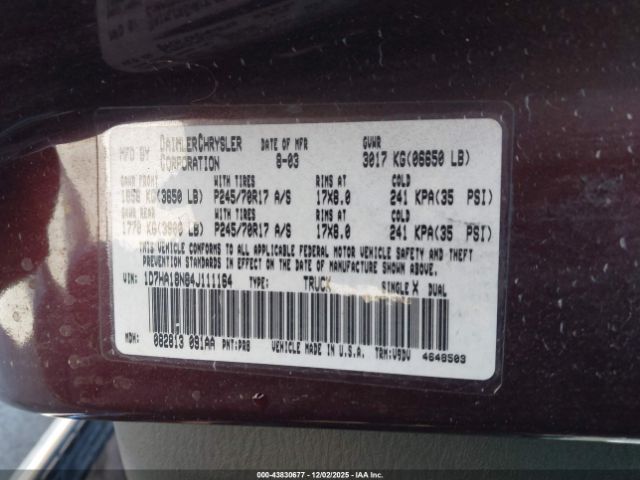 MFD BY DAIMLERCHRYSLER CORPORATION DATE OF MFR 8-03 GVWR 3017 KG(06650 LB)
GAWR FRONT WITH TIRES RIMS AT COLD
(3650 LB) P245/70R17 A/S 17X8.0 241 KPA(35 PSI)
GAWR REAR WITH TIRES RIMS AT COLD
1770 KG(3900 LB) P245/70R17 A/S 17X8.0 241 KPA(35 PSI)
THIS VEHICLE CONFORMS TO ALL APPLICABLE FEDERAL MOTOR VEHICLE SAFETY AND THEFT
PREVENTION STANDARDS IN EFFECT ON THE DATE OF MANUFACTURE SHOWN ABOVE.
VIN: 1D7HA18N84J111164 TYPE: TRUCK SINGLE X DUAL
MDH: 082813 091AA PNT:PRB VEHICLE MADE IN U.S.A. TRM:V9DV 4648503
000-43830677 - 12/02/2025 - IAA Inc.